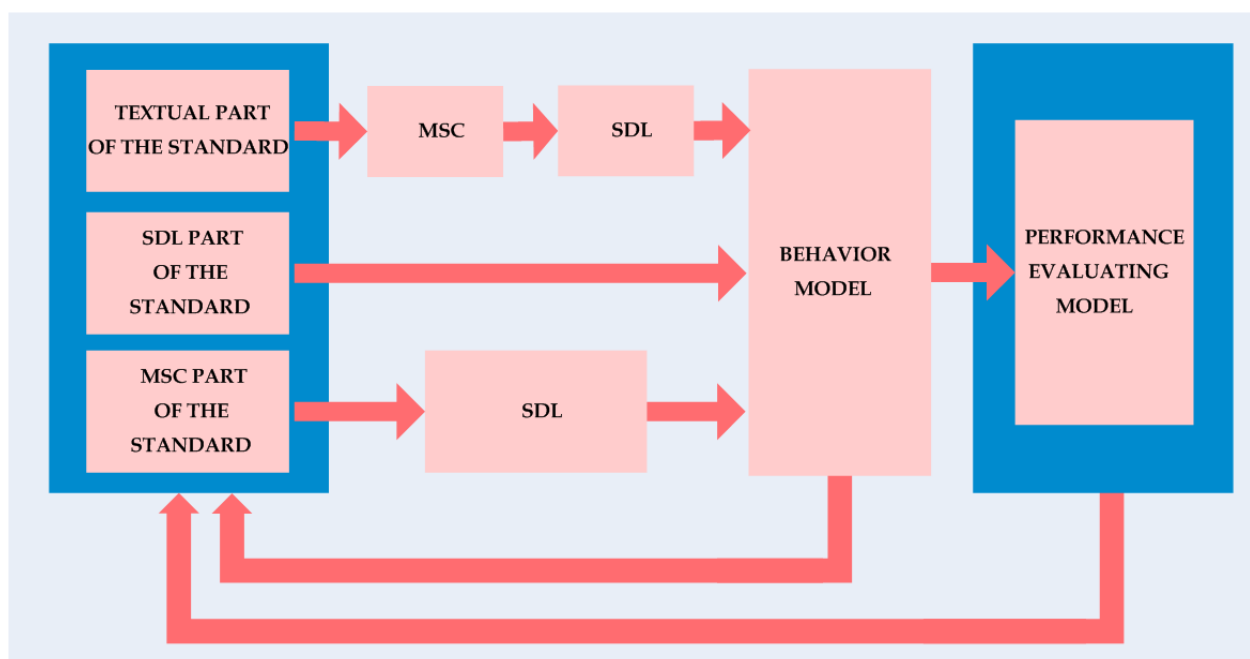 TEXTUAL PART
OF THE STANDARD
MSC
SDL
SDL PART
OF THE
STANDARD
BEHAVIOR
MODEL
PERFORMANCE
EVALUATING
MODEL
MSC PART
OF THE
STANDARD
SDL